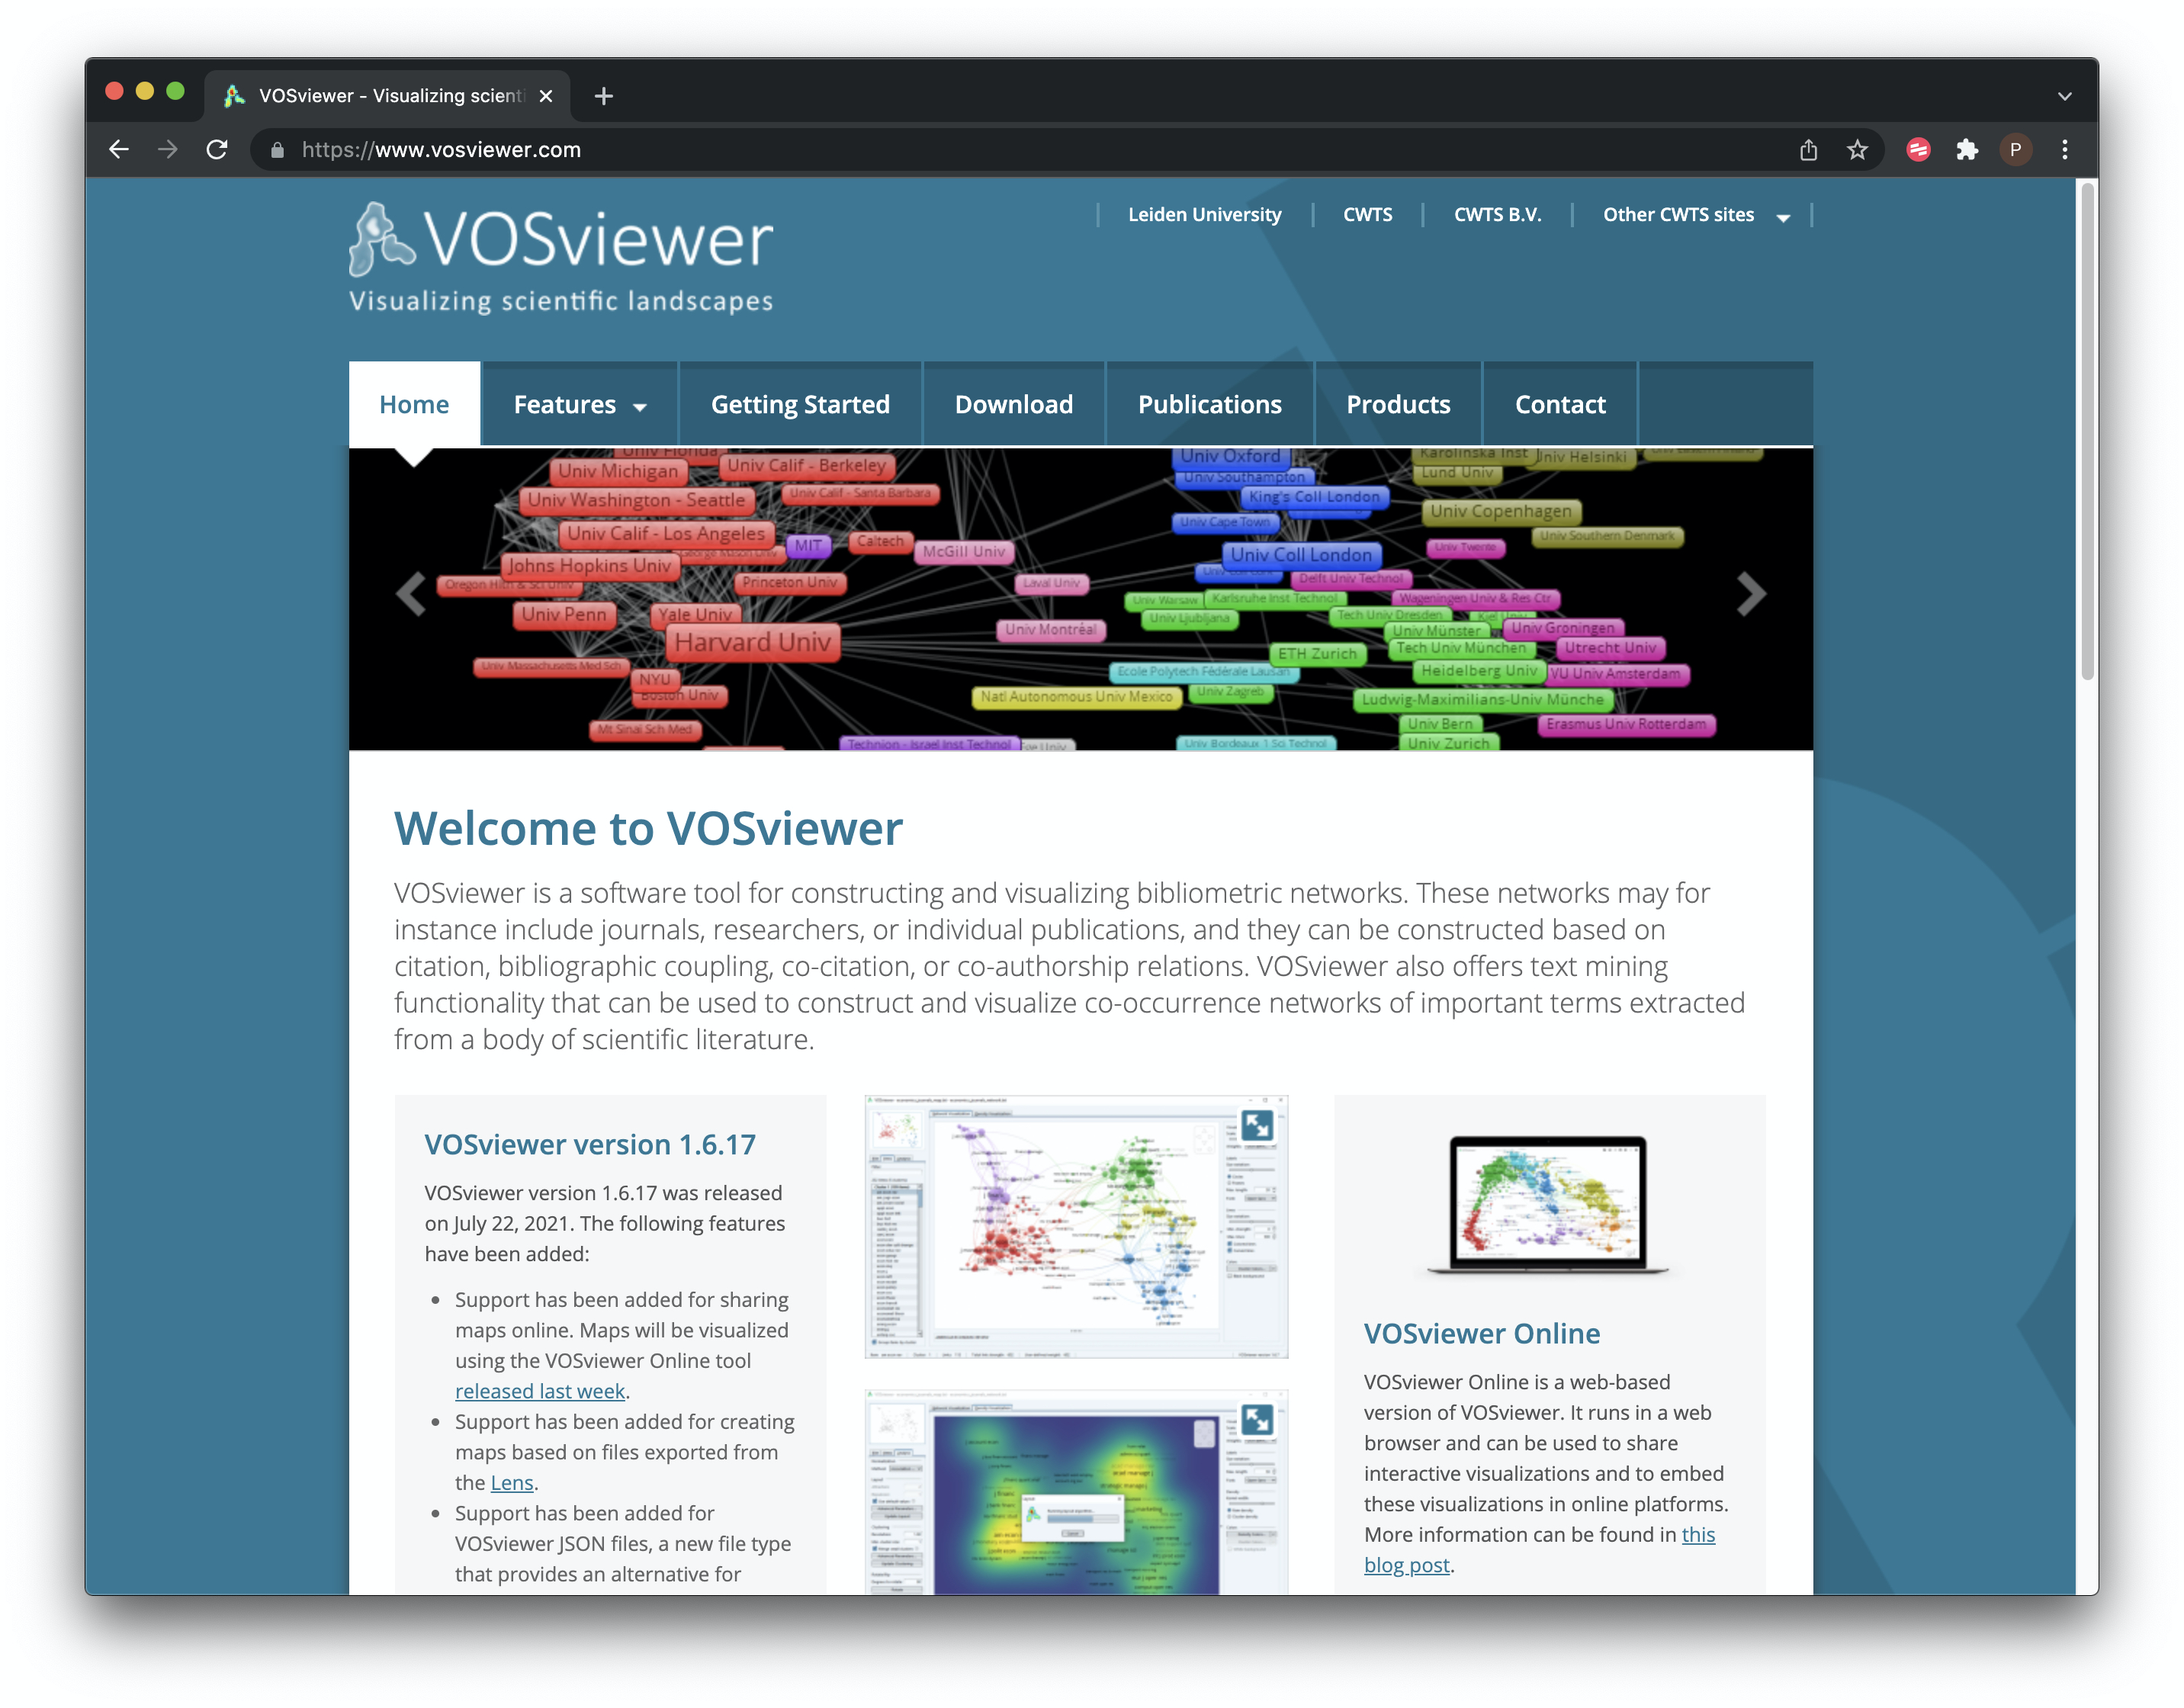 VOSviewer - Visualizing scienti
https://www.vosviewer.com
P
VOSviewer
Visualizing scientific landscapes
Leiden University
CWTS
CWTS B.V.
Other CWTS sites
Home
Features
Getting Started
Download
Publications
Products
Contact
Univ Florida
Univ Michigan
Univ Calif - Berkeley
Univ Washington - Seattle
Univ Calif - Santa Barbara
Univ Calif - Los Angeles
George Mason Univ
MIT
Caltech
McGill Univ
Johns Hopkins Univ
Oregon Hlth & Sci Univ
Princeton Univ
Laval Univ
Univ Penn
Yale Univ
Harvard Univ
Univ Montréal
Univ Massachusetts Med Sch
NYU
Boston Univ
Mt Sinai Sch Med
Technion - Israel Inst Technol
Univ Oxford
Karolinska Inst
Univ Helsinki
Univ Southampton
Lund Univ
King's Coll London
Univ Copenhagen
Univ Cape Town
Univ Southern Denmark
Univ Coll London
Univ Twente
Delft Univ Technol
Univ Warsaw
Karlsruhe Inst Technol
Wageningen Univ & Res Ctr
Univ Ljubljana
Tech Univ Dresden
Kiel Univ
Univ Münster
Univ Groningen
ETH Zurich
Tech Univ München
Utrecht Univ
Ecole Polytech Fédérale Lausan
Heidelberg Univ
VU Univ Amsterdam
Natl Autonomous Univ Mexico
Univ Zagreb
Ludwig-Maximilians-Univ Münche
Univ Bern
Erasmus Univ Rotterdam
Univ Bordeaux 1 Sci Technol
Univ Zurich
Welcome to VOSviewer
VOSviewer is a software tool for constructing and visualizing bibliometric networks. These networks may for
instance include journals, researchers, or individual publications, and they can be constructed based on
citation, bibliographic coupling, co-citation, or co-authorship relations. VOSviewer also offers text mining
functionality that can be used to construct and visualize co-occurrence networks of important terms extracted
from a body of scientific literature.
VOSviewer version 1.6.17
VOSviewer version 1.6.17 was released
on July 22, 2021. The following features
have been added:
• Support has been added for sharing
maps online. Maps will be visualized
using the VOSviewer Online tool
released last week.
• Support has been added for creating
maps based on files exported from
the Lens.
• Support has been added for
VOSviewer JSON files, a new file type
that provides an alternative for
VOSviewer Online
VOSviewer Online is a web-based
version of VOSviewer. It runs in a web
browser and can be used to share
interactive visualizations and to embed
these visualizations in online platforms.
More information can be found in this
blog post.